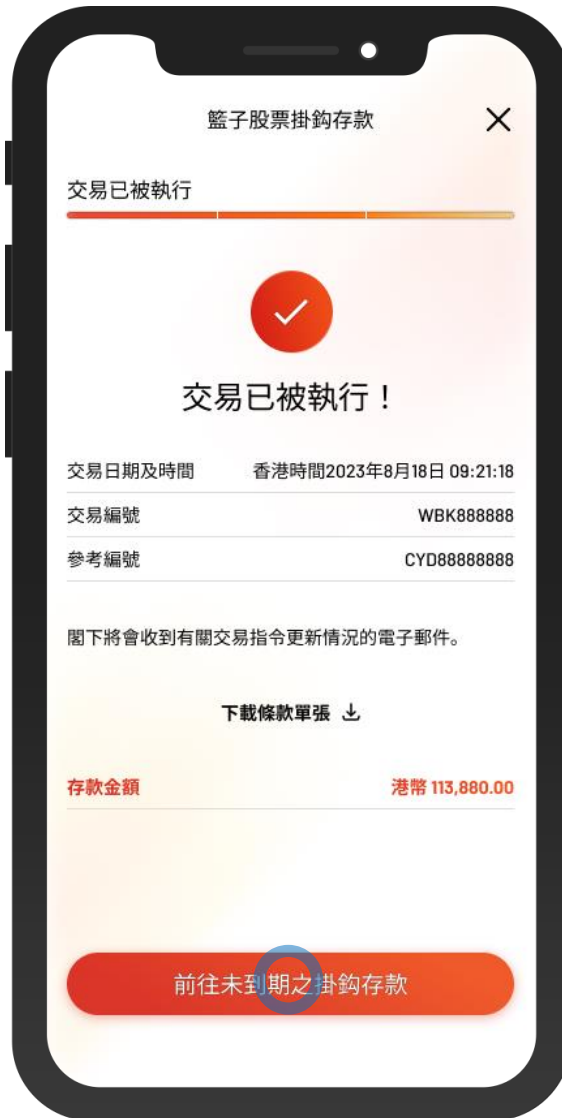 籃子股票掛鈎存款
交易已被執行
交易已被執行！
交易日期及時間 香港時間2023年8月18日 09:21:18
交易編號 WBK888888
參考編號 CYD88888888
閣下將會收到有關交易指令更新情況的電子郵件。
下載條款單張
存款金額 港幣 113,880.00
前往未到期之掛鈎存款